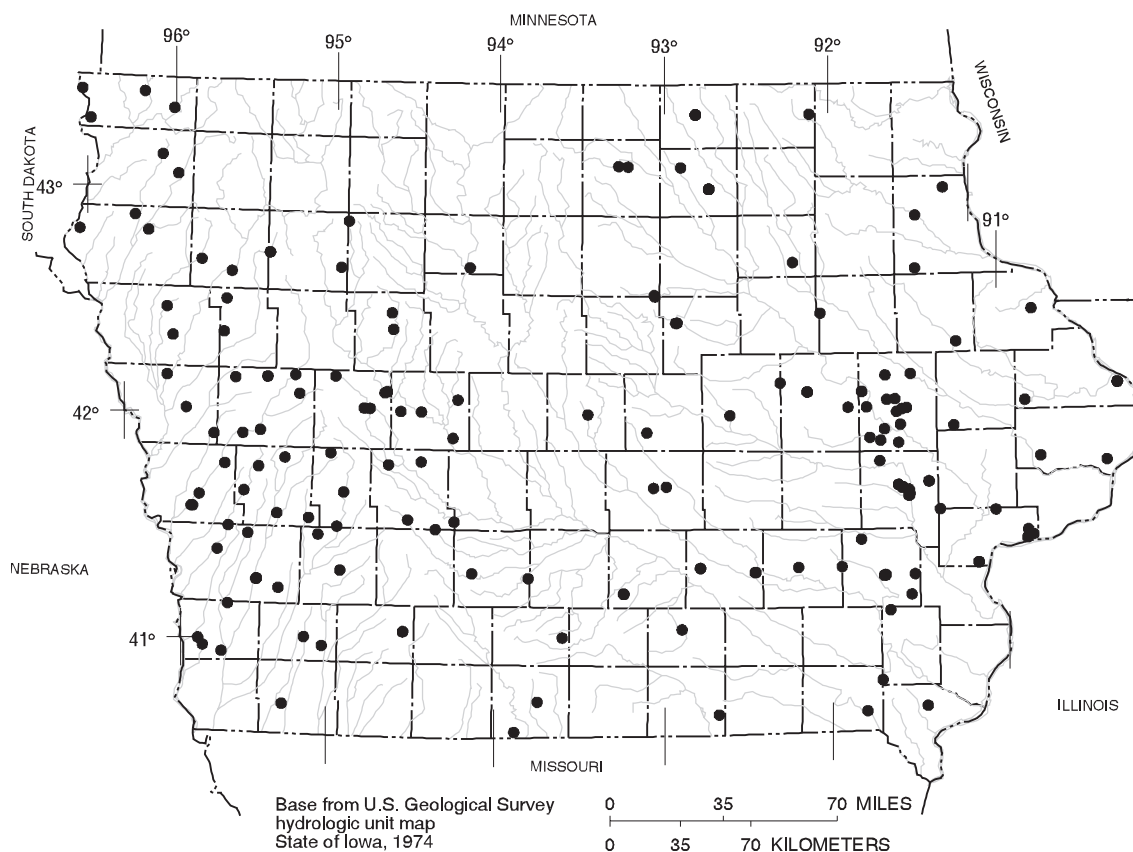 MINNESOTA
96°
95°
94°
93°
92°
WISCONSIN
SOUTH DAKOTA
43°
91°
42°
NEBRASKA
41°
ILLINOIS
MISSOURI
Base from U.S. Geological Survey
hydrologic unit map
State of Iowa, 1974
0 35 70 MILES
0 35 70 KILOMETERS